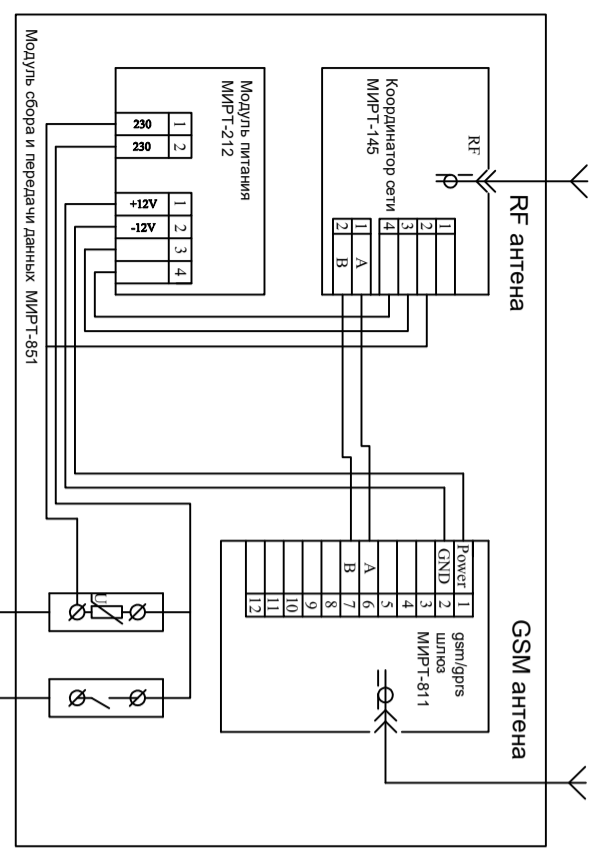 RF антена
GSM антена
RF
Координатор сети
МИРТ-145
1
2
3
4
1 A
2 B
gsm/gprs
шлюз
МИРТ-811
Power 1
GND 2
3
4
5
A 6
B 7
8
9
10
11
12
Модуль питания
МИРТ-212
230 1
230 2
+12V 1
-12V 2
3
4
U
Модуль сбора и передачи данных МИРТ-851